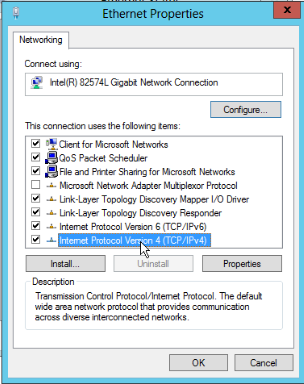 Ethernet Properties
x
Networking
Connect using:
Intel(R) 82574L Gigabit Network Connection
Configure...
This connection uses the following items:
Client for Microsoft Networks
QoS Packet Scheduler
File and Printer Sharing for Microsoft Networks
Microsoft Network Adapter Multiplexor Protocol
Link-Layer Topology Discovery Mapper I/O Driver
Link-Layer Topology Discovery Responder
Internet Protocol Version 6 (TCP/IPv6)
Internet Protocol Version 4 (TCP/IPv4)
Install...
Uninstall
Properties
Description
Transmission Control Protocol/Internet Protocol. The default
wide area network protocol that provides communication
across diverse interconnected networks.
OK
Cancel